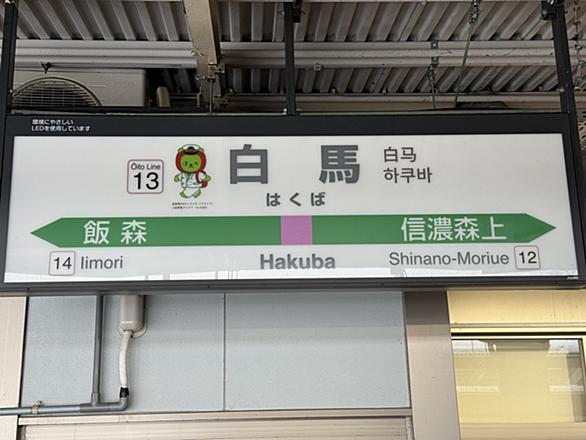 環境にやさしい
LEDを使用しています
Ōito Line
13
白馬
白马
하쿠바
はくば
飯森
信濃森上
14 Iimori
Hakuba
Shinano-Moriue 12